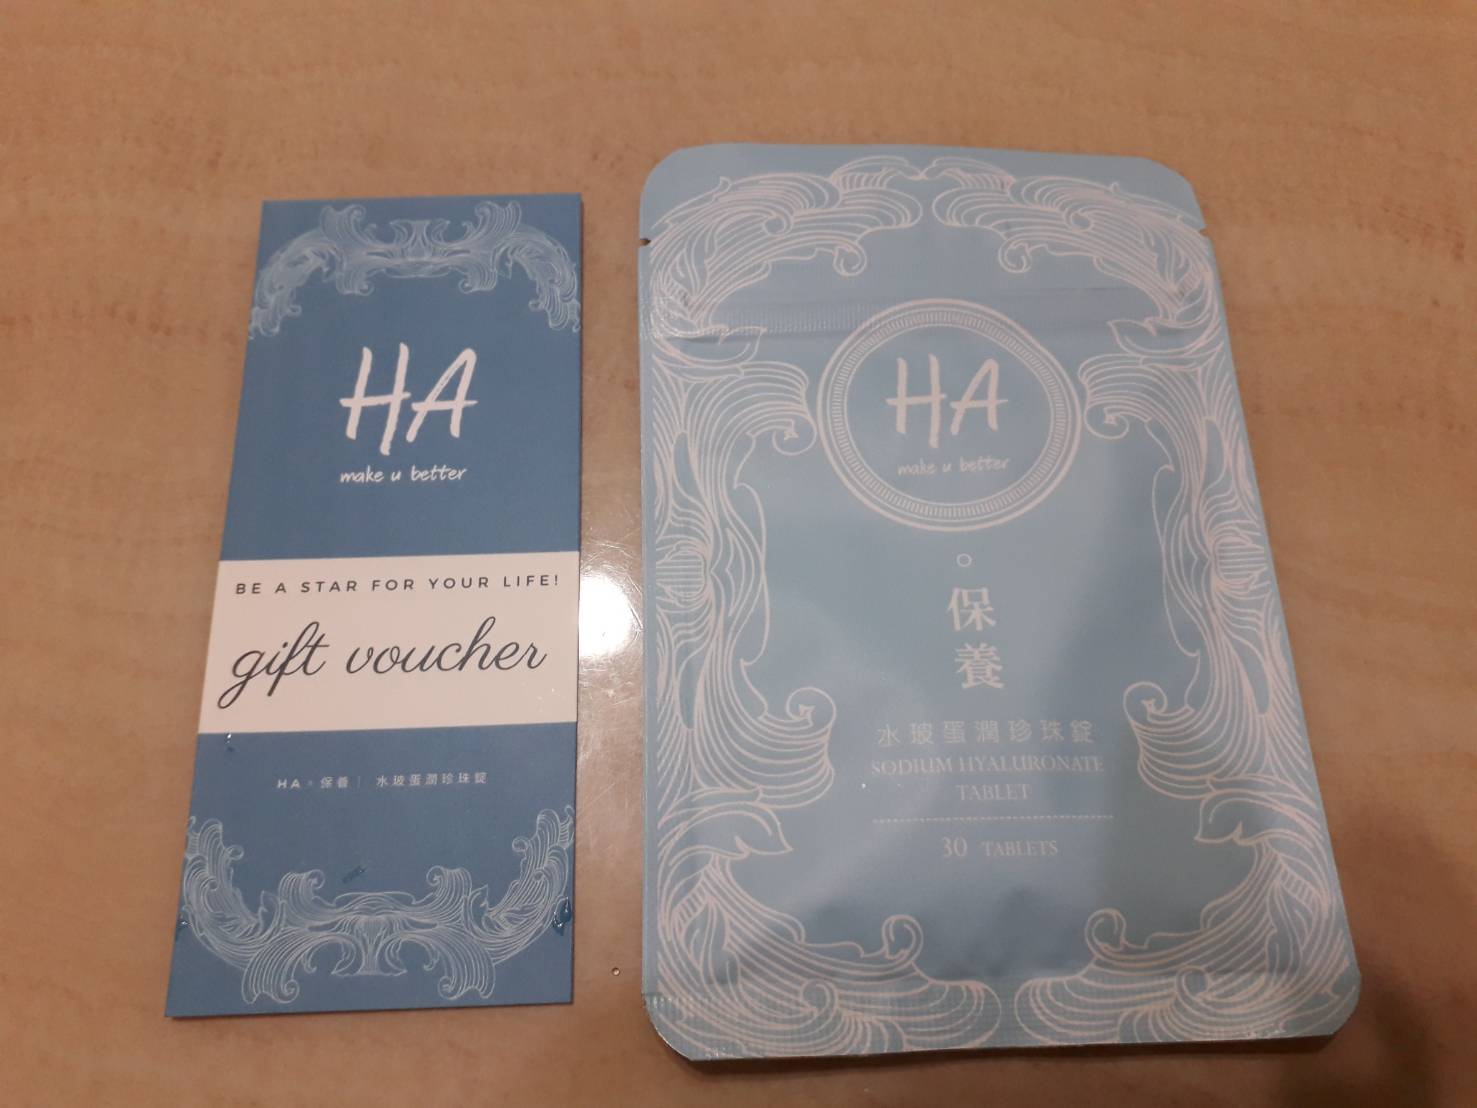 HA
make u better
BE A STAR FOR YOUR LIFE!
gift voucher
HA。保養｜ 水玻蛋潤珍珠錠
HA
make u better
。保養
水玻蛋潤珍珠錠
SODIUM HYALURONATE
TABLET
30 TABLETS